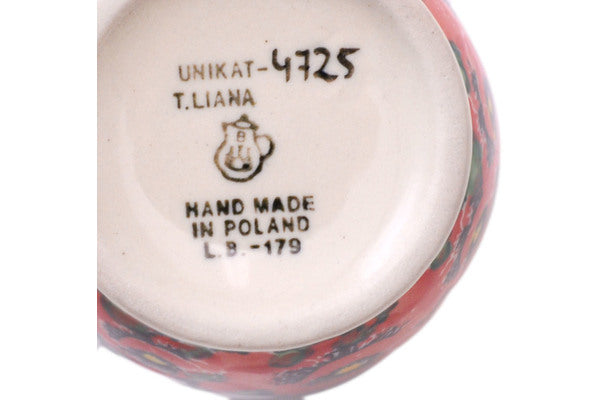 UNIKAT-4725
T.LIANA
HAND MADE
IN POLAND
L.B.-179